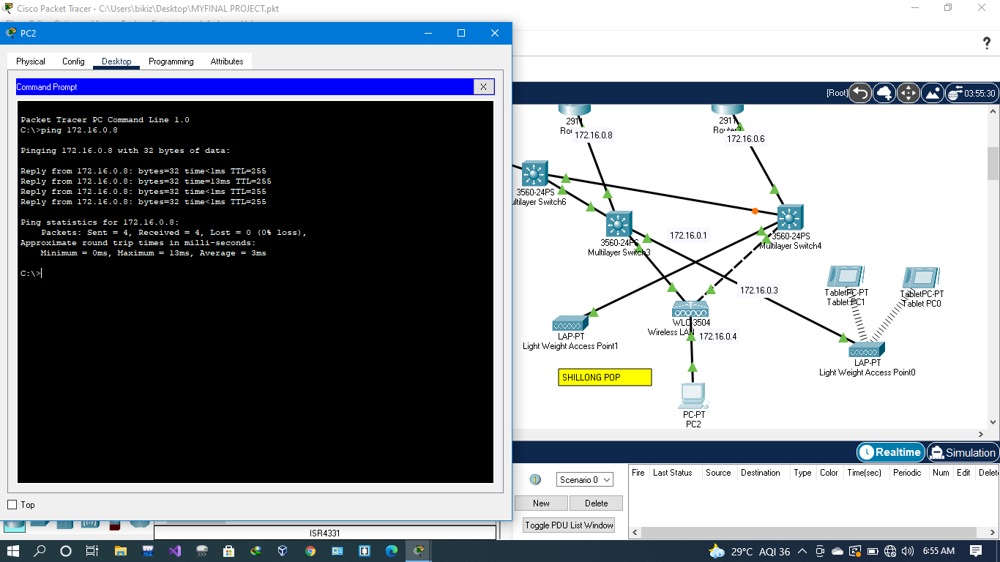 Cisco Packet Tracer - C:\Users\bikiz\Desktop\MYFINAL PROJECT.pkt
PC2
Physical Config Desktop Programming Attributes
Command Prompt
X
Packet Tracer PC Command Line 1.0
C:\>ping 172.16.0.8
Pinging 172.16.0.8 with 32 bytes of data:
Reply from 172.16.0.8: bytes=32 time<1ms TTL=255
Reply from 172.16.0.8: bytes=32 time=13ms TTL=255
Reply from 172.16.0.8: bytes=32 time<1ms TTL=255
Reply from 172.16.0.8: bytes=32 time<1ms TTL=255
Ping statistics for 172.16.0.8:
Packets: Sent = 4, Received = 4, Lost = 0 (0% loss),
Approximate round trip times in milli-seconds:
Minimum = 0ms, Maximum = 13ms, Average = 3ms
C:\>
Top
?
[Root] 03:55:30
2911
172.16.0.8
2911
Router3
172.16.0.6
3560-24PS
ultilayer Switch6
3560-24PS
Multilayer Switch3
172.16.0.1
3560-24PS
Multilayer Switch4
TabletPC-PT
Tablet PC1
TabletPC-PT
Tablet PC0
172.16.0.3
WLC-3504
Wireless LAN
172.16.0.4
LAP-PT
Light Weight Access Point1
LAP-PT
Light Weight Access Point0
SHILLONG POP
PC-PT
PC2
Realtime Simulation
Scenario 0
New Delete
Toggle PDU List Window
Fire Last Status Source Destination Type Color Time(sec) Periodic Num Edit Delet
ISR4331
29°C AQI 36
6:55 AM